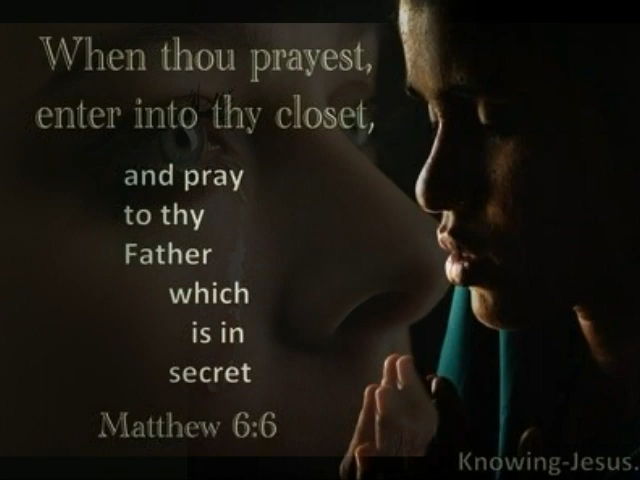 When thou prayest,
enter into thy closet,
and pray
to thy
Father
which
is in
secret
Matthew 6:6
Knowing-Jesus.